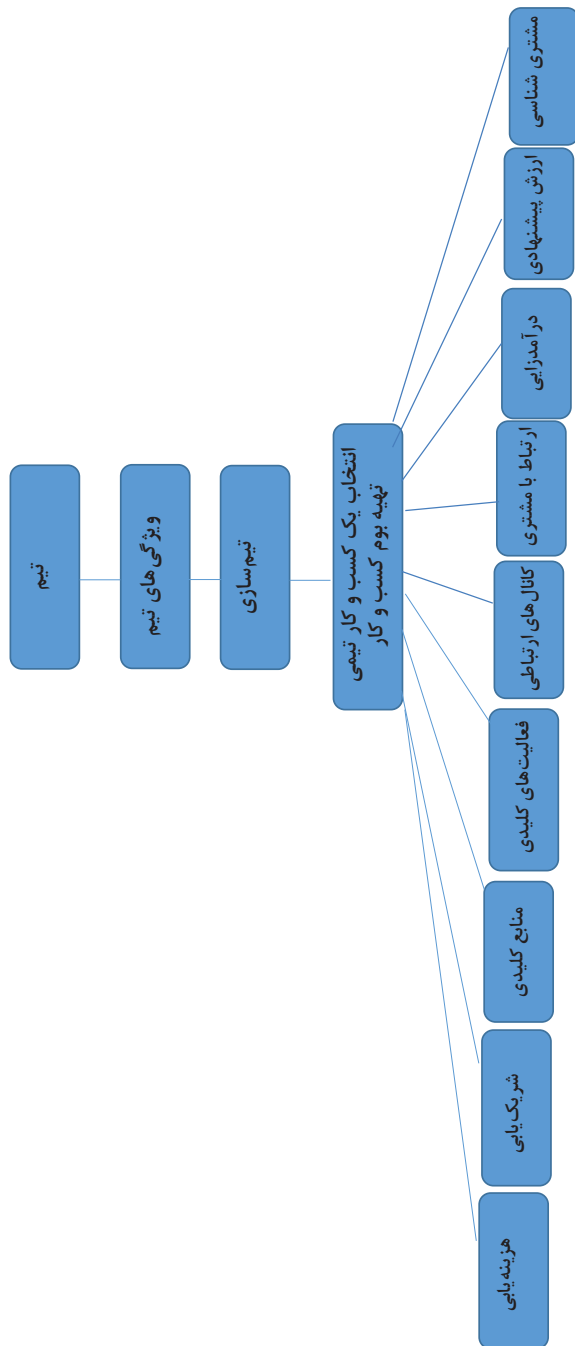 تیم
ویژگی‌های تیم
تیم‌سازی
انتخاب یک کسب و کار تیمی
تهیه بوم کسب و کار
مشتری شناسی
ارزش پیشنهادی
درآمدزایی
ارتباط با مشتری
کانال‌های ارتباطی
فعالیت‌های کلیدی
منابع کلیدی
شریک‌یابی
هزینه‌یابی